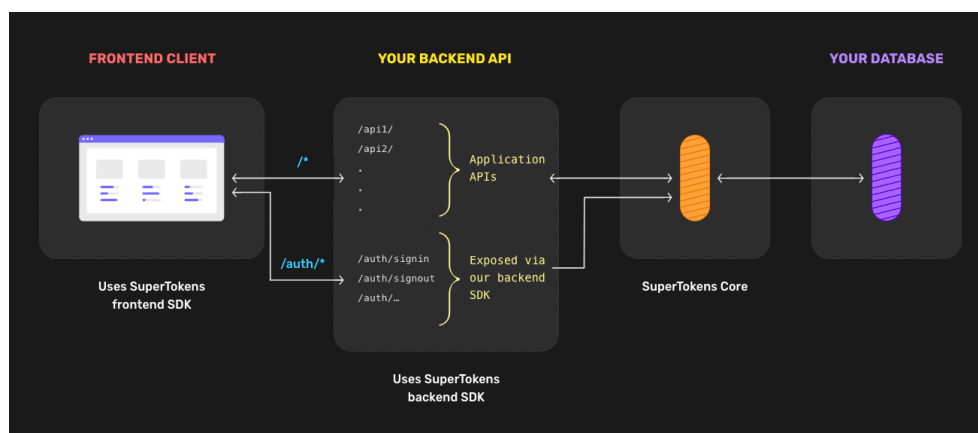 FRONTEND CLIENT
YOUR BACKEND API
YOUR DATABASE
/api1/
/api2/
.
.
.
Application
APIs
/*
/auth/*
/auth/signin
/auth/signout
/auth/…
Exposed via
our backend
SDK
Uses SuperTokens
frontend SDK
SuperTokens Core
Uses SuperTokens
backend SDK